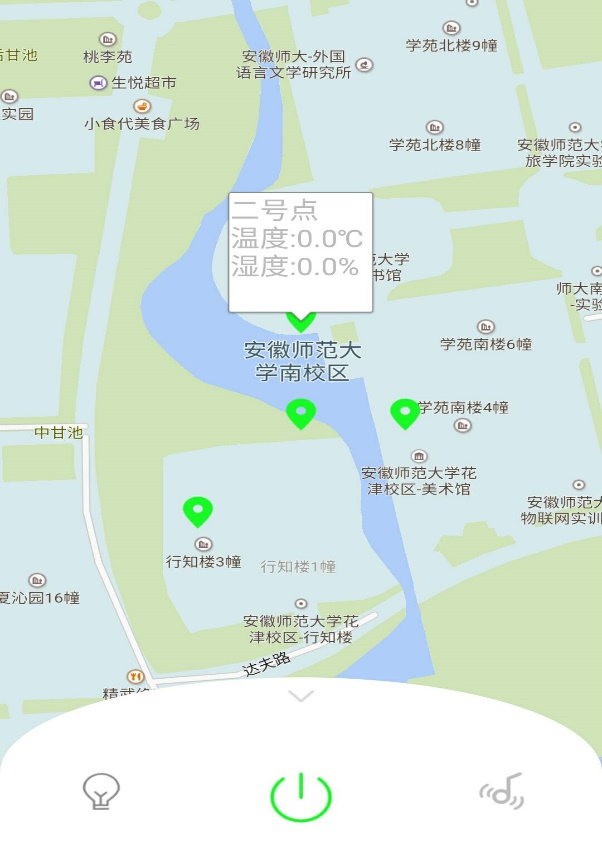 学苑北楼9幢
后甘池
桃李苑
安徽师大-外国
语言文学研究所
生悦超市
实园
小食代美食广场
学苑北楼8幢
安徽师范大
旅学院实验
二号点
温度:0.0℃
湿度:0.0%
范大学
书馆
师大南
-实验
学苑南楼6幢
安徽师范大
学南校区
学苑南楼4幢
中甘池
安徽师范大学花
津校区-美术馆
安徽师范大
物联网实训
行知楼3幢
行知楼1幢
夏沁园16幢
安徽师范大学花
津校区-行知楼
达夫路
精武